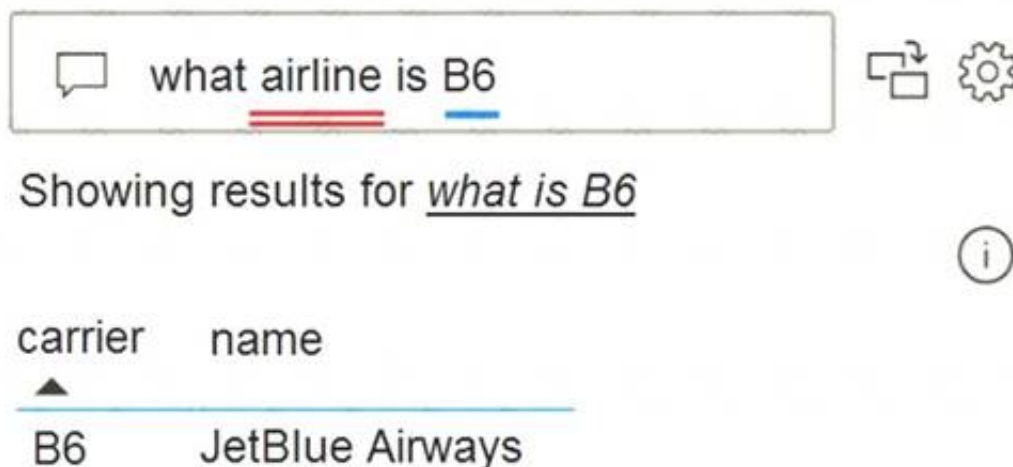 what airline is B6
Showing results for what is B6
i
carrier name
B6 JetBlue Airways